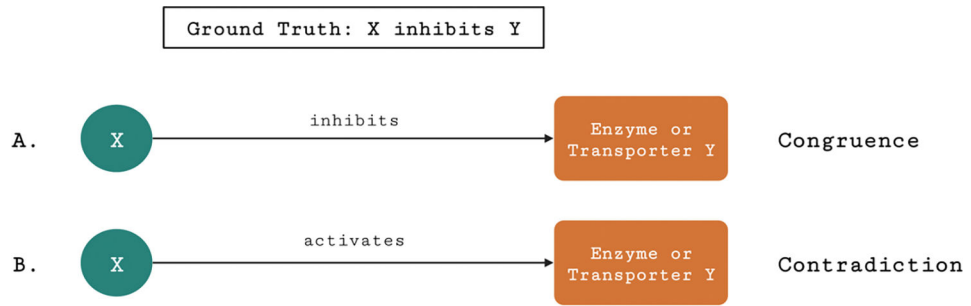 Ground Truth: X inhibits Y
A.
X
inhibits
Enzyme or
Transporter Y
Congruence
B.
X
activates
Enzyme or
Transporter Y
Contradiction